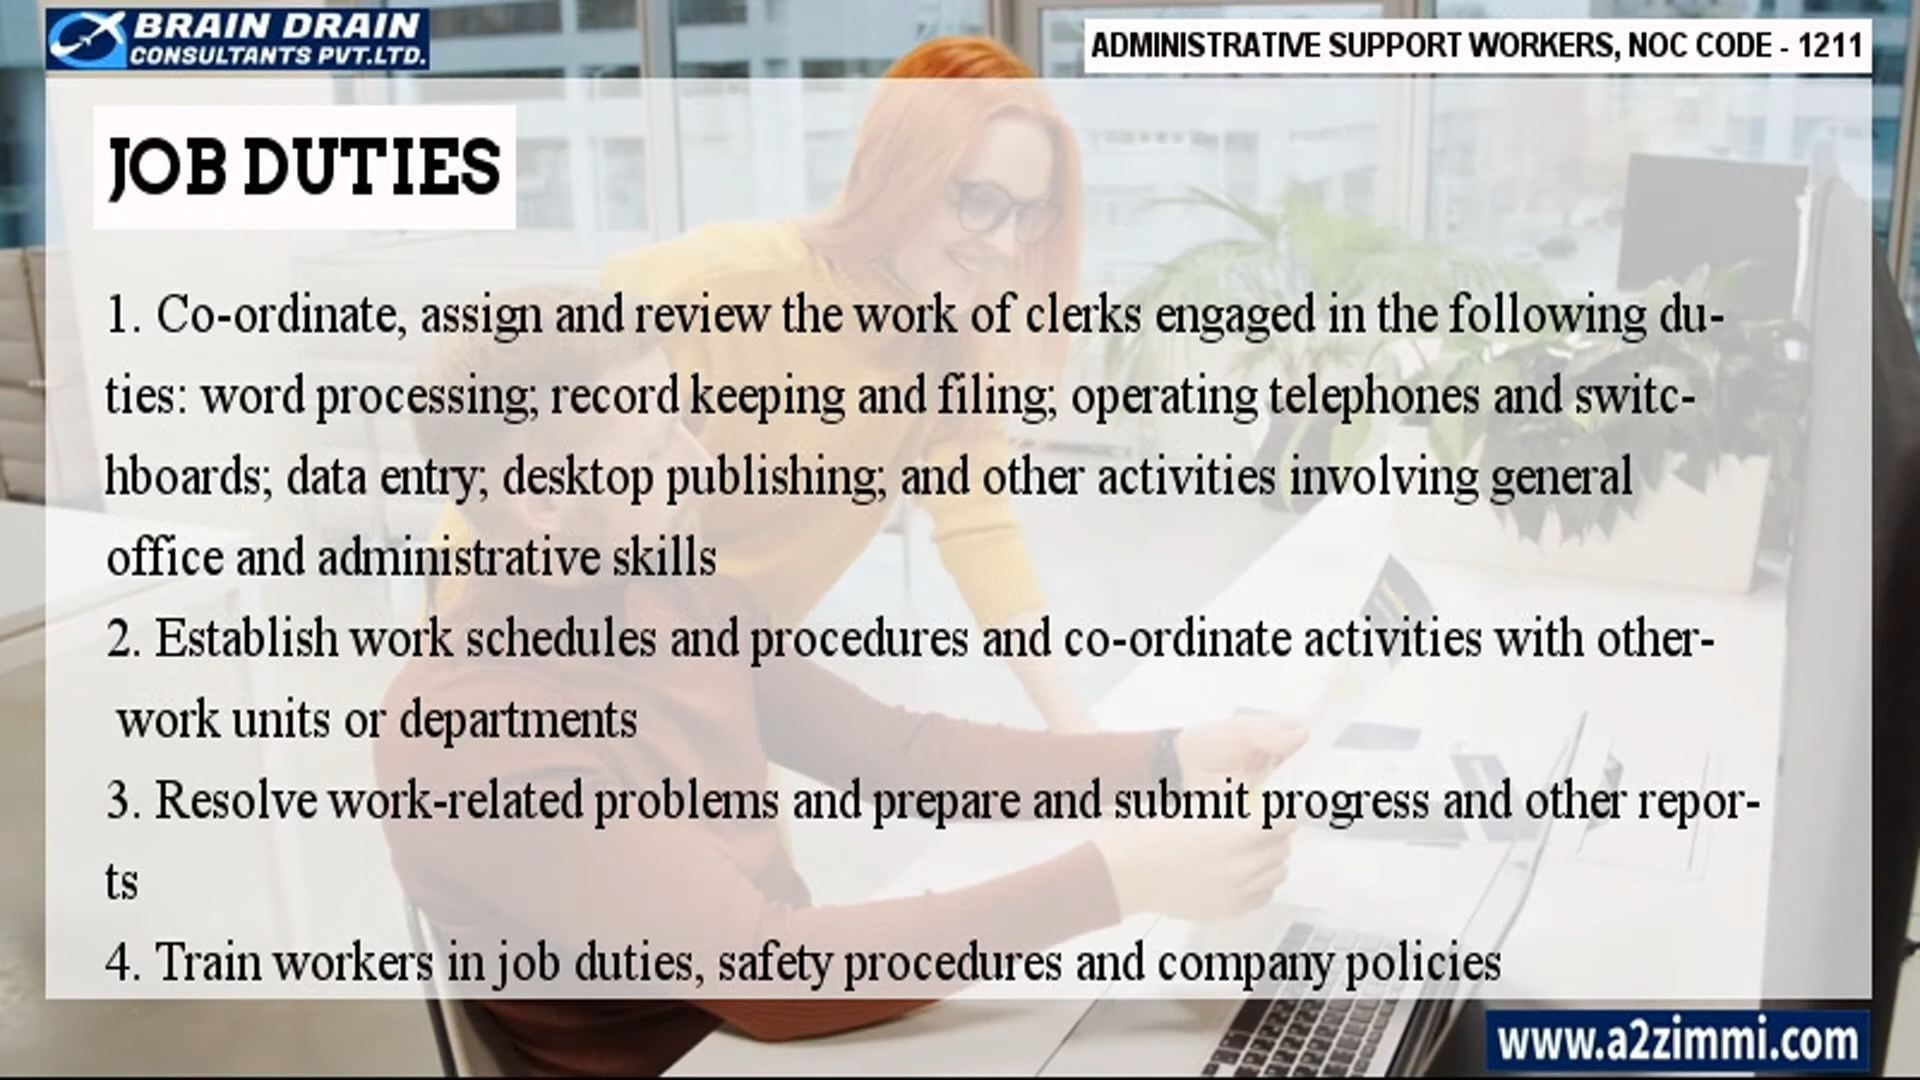 BRAIN DRAIN
CONSULTANTS PVT.LTD.
ADMINISTRATIVE SUPPORT WORKERS, NOC CODE - 1211
JOB DUTIES
1. Co-ordinate, assign and review the work of clerks engaged in the following du-
ties: word processing; record keeping and filing; operating telephones and switc-
hboards; data entry; desktop publishing; and other activities involving general
office and administrative skills
2. Establish work schedules and procedures and co-ordinate activities with other-
work units or departments
3. Resolve work-related problems and prepare and submit progress and other repor-
ts
4. Train workers in job duties, safety procedures and company policies
www.a2zimmi.com